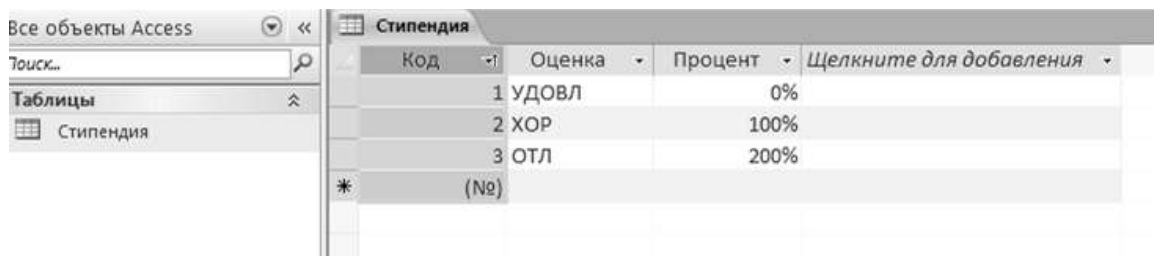 Все объекты Access
Поиск...
Таблицы
Стипендия
Стипендия
Код Оценка Процент Щелкните для добавления
1 УДОВЛ 0%
2 ХОР 100%
3 ОТЛ 200%
* (№)